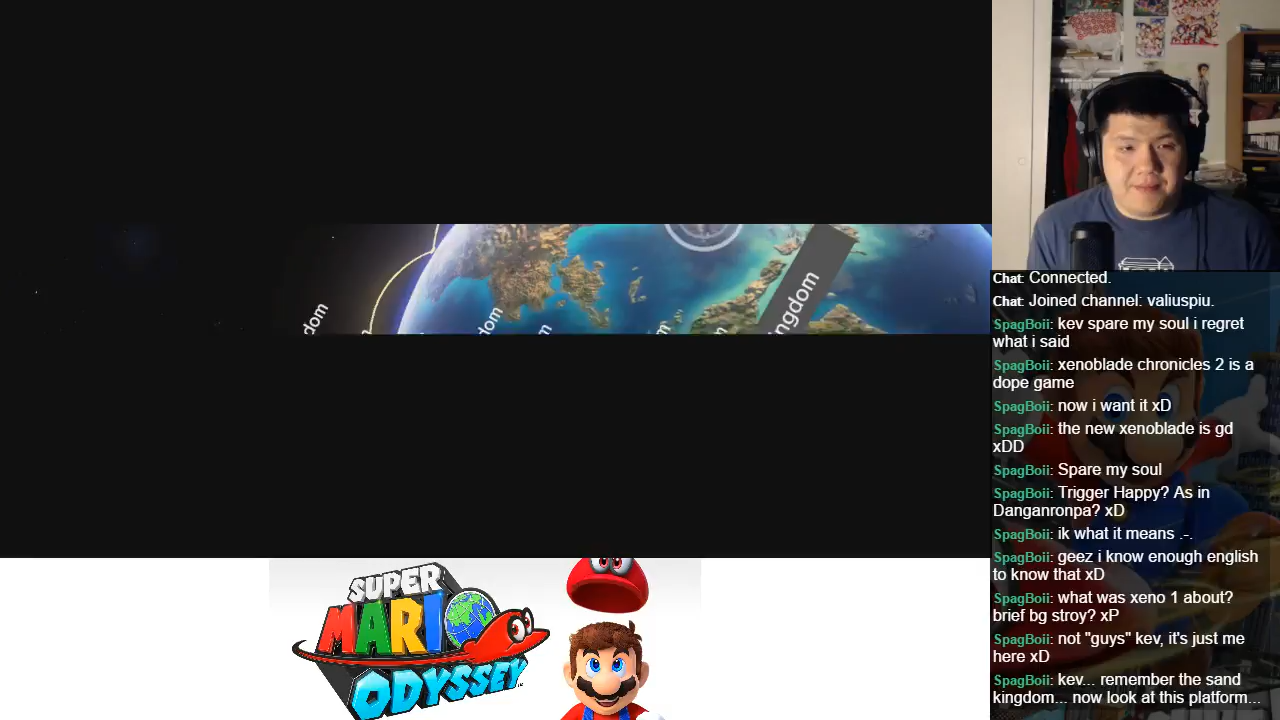 dom
dom
m
m
ngdom
SUPER
MARIO
ODYSSEY
Chat: Connected.
Chat: Joined channel: valiuspiu.
SpagBoii: kev spare my soul i regret
what i said
SpagBoii: xenoblade chronicles 2 is a
dope game
SpagBoii: now i want it xD
SpagBoii: the new xenoblade is gd
xDD
SpagBoii: Spare my soul
SpagBoii: Trigger Happy? As in
Danganronpa? xD
SpagBoii: ik what it means .-.
SpagBoii: geez i know enough english
to know that xD
SpagBoii: what was xeno 1 about?
brief bg stroy? xP
SpagBoii: not "guys" kev, it's just me
here xD
SpagBoii: kev... remember the sand
kingdom... now look at this platform...